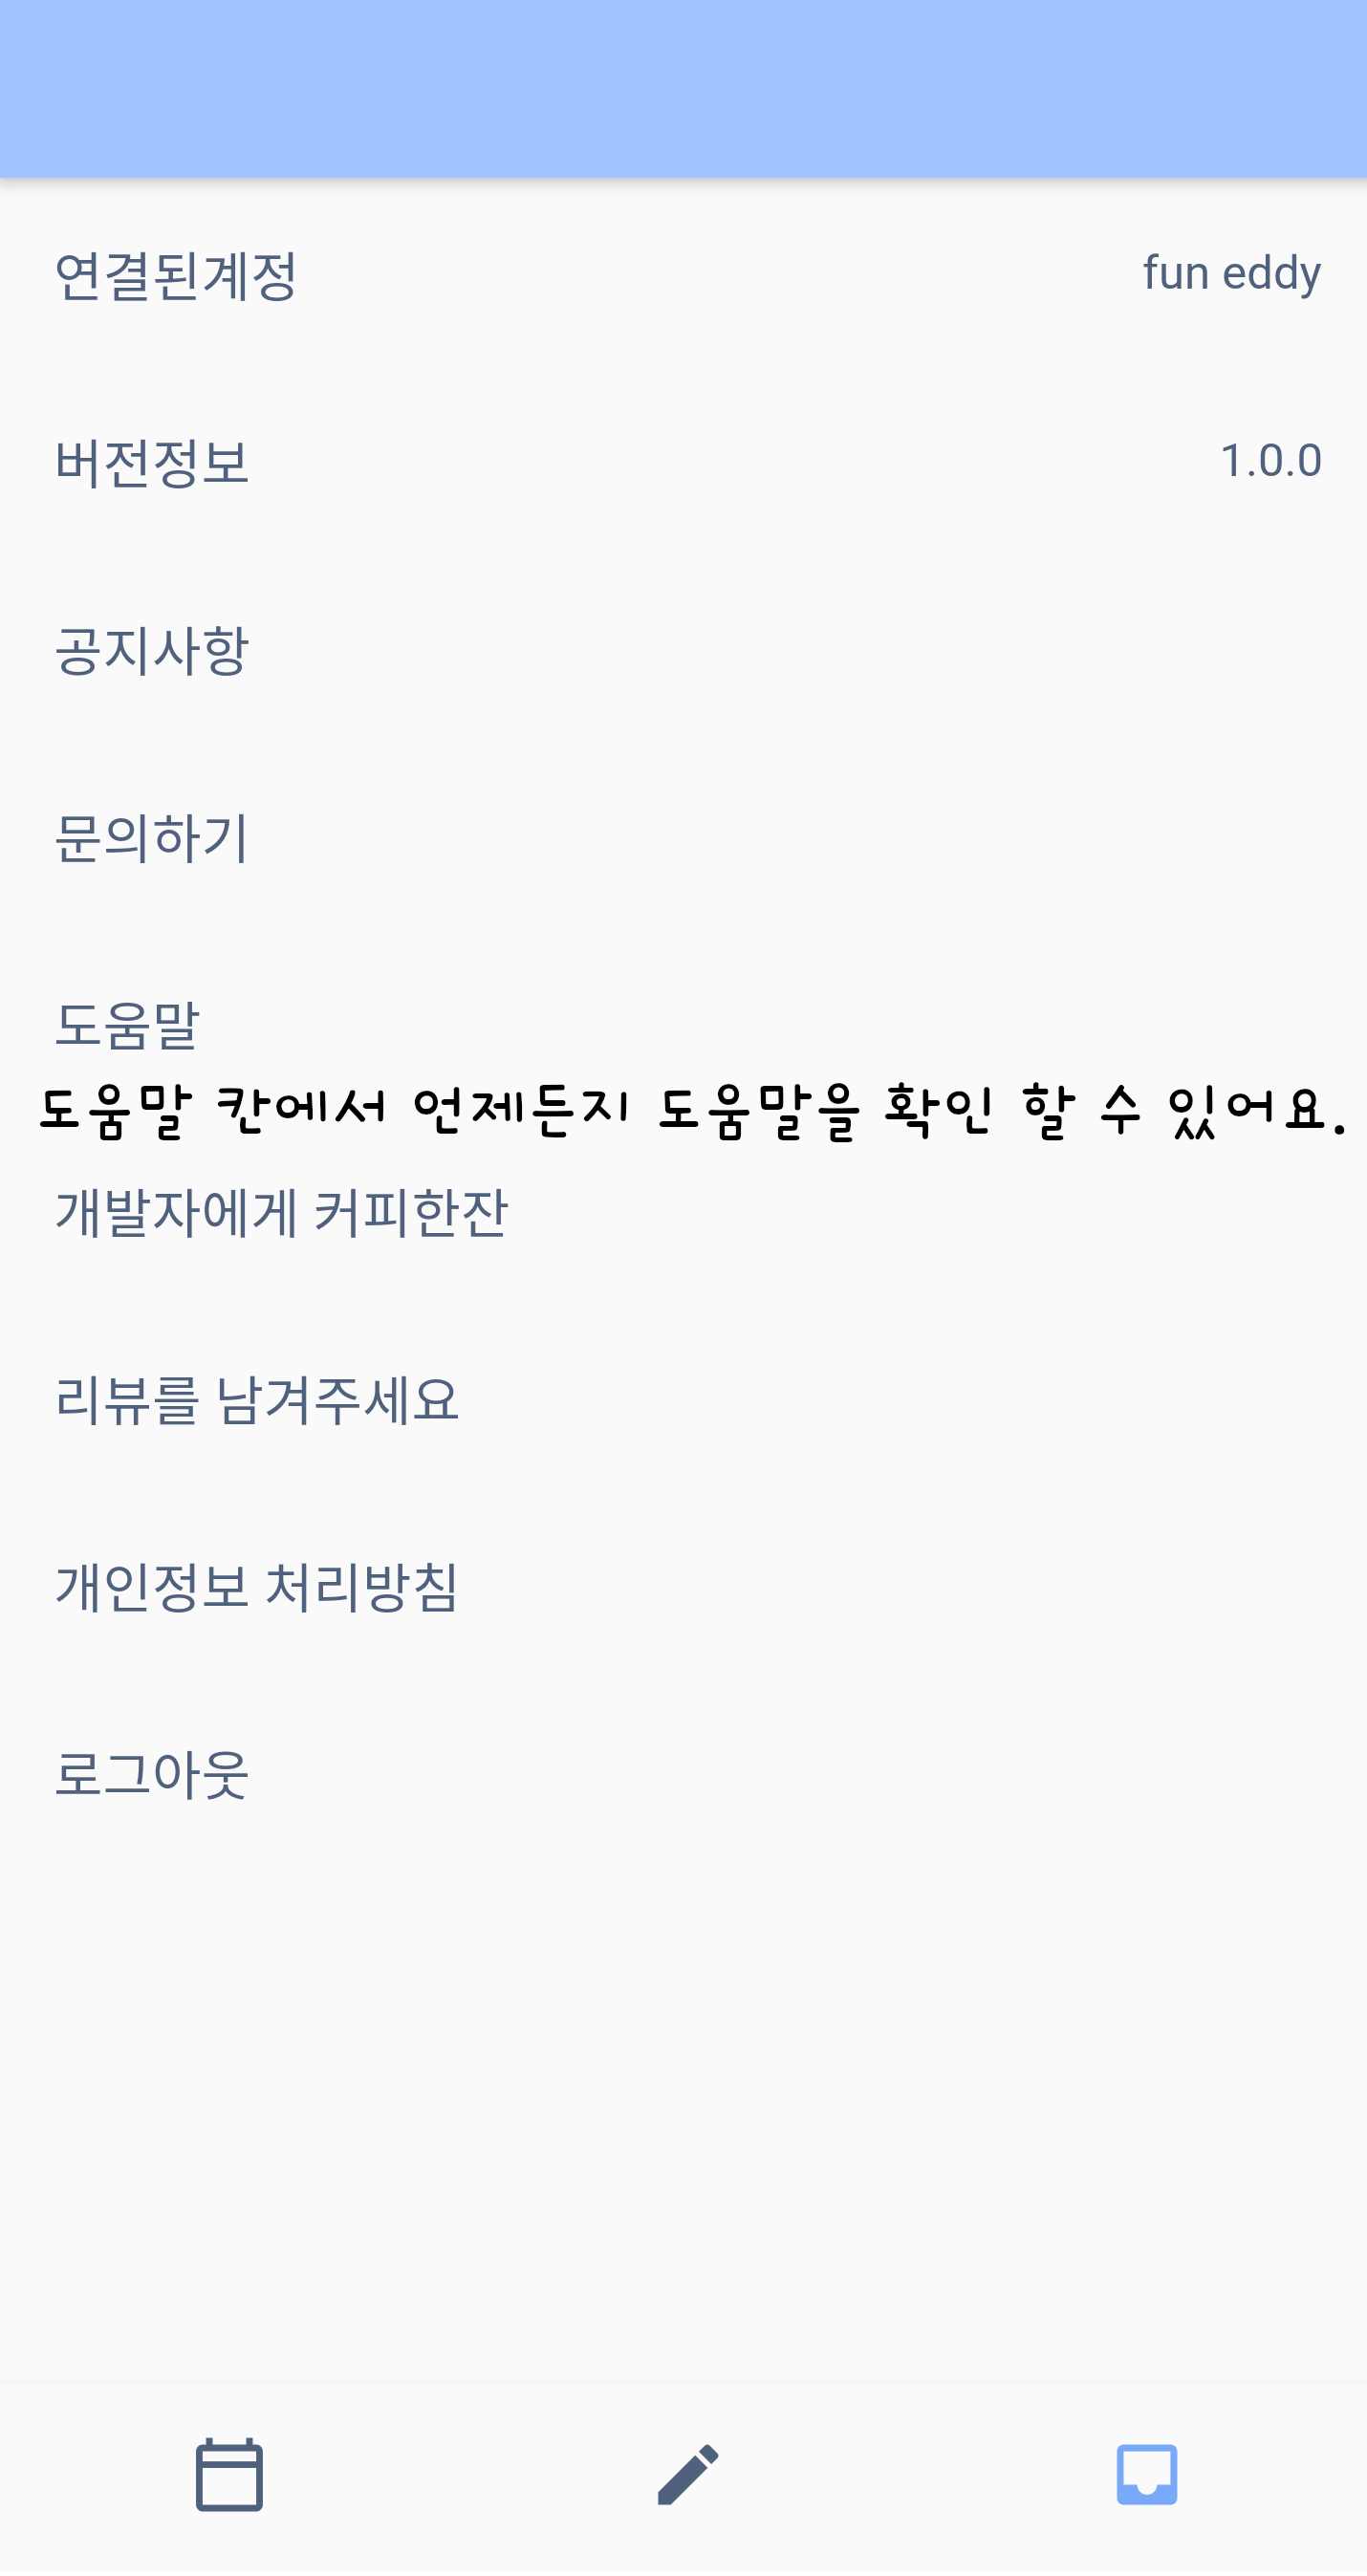 연결된계정 fun eddy
버전정보 1.0.0
공지사항
문의하기
도움말
도움말 칸에서 언제든지 도움말을 확인 할 수 있어요.
개발자에게 커피한잔
리뷰를 남겨주세요
개인정보 처리방침
로그아웃